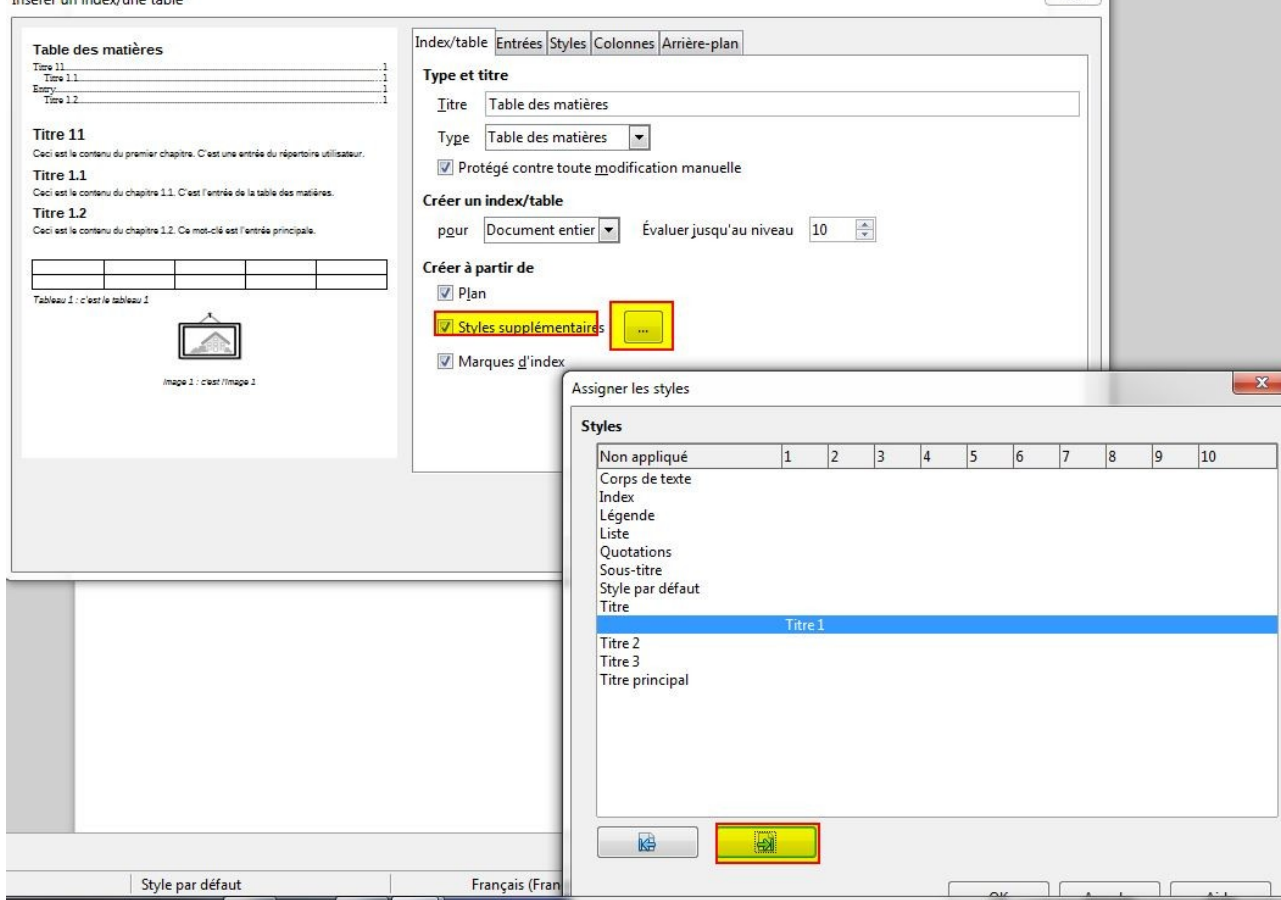 Insérer un index/une table
Table des matières
Titre 11 1
Titre 1.1 1
Entry 1
Titre 1.2 1
Titre 11
Ceci est le contenu du premier chapitre. C'est une entrée du répertoire utilisateur.
Titre 1.1
Ceci est le contenu du chapitre 1.1. C'est l'entrée de la table des matières.
Titre 1.2
Ceci est le contenu du chapitre 1.2. Ce mot-clé est l'entrée principale.
Tableau 1 : c'est le tableau 1
Image 1 : c'est l'image 1
Index/table Entrées Styles Colonnes Arrière-plan
Type et titre
Titre Table des matières
Type Table des matières
Protégé contre toute modification manuelle
Créer un index/table
pour Document entier Évaluer jusqu'au niveau 10
Créer à partir de
Plan
Styles supplémentaires ...
Marques d'index
Assigner les styles
Styles
Non appliqué 1 2 3 4 5 6 7 8 9 10
Corps de texte
Index
Légende
Liste
Quotations
Sous-titre
Style par défaut
Titre
Titre 1
Titre 2
Titre 3
Titre principal
Style par défaut Français (Fran